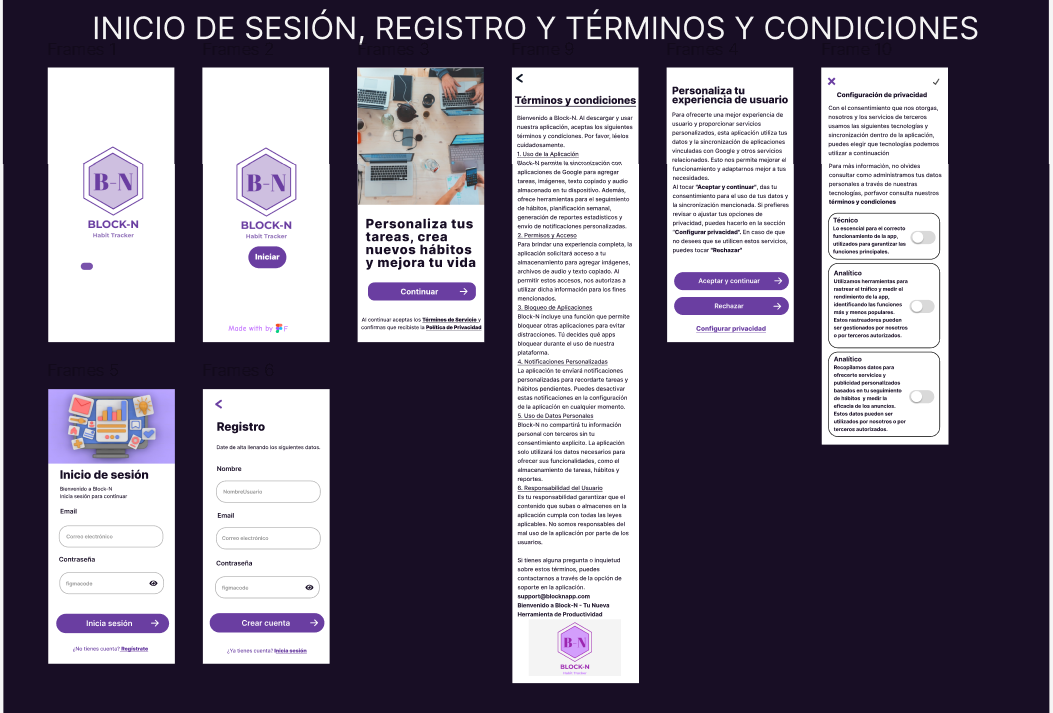 INICIO DE SESIÓN, REGISTRO Y TÉRMINOS Y CONDICIONES
Frames 1
Frames 2
Frames 3
Frame 9
Frames 4
Frame 10
B-N
BLOCK-N
Habit Tracker
B-N
BLOCK-N
Habit Tracker
Iniciar
Made with by F
Personaliza tus
tareas, crea
nuevos hábitos
y mejora tu vida
Continuar
Al continuar aceptas los Términos de Servicio y
confirmas que recibiste la Política de Privacidad
Términos y condiciones
Bienvenido a Block-N. Al descargar y usar
nuestra aplicación, aceptas los siguientes
términos y condiciones. Por favor, léelos
cuidadosamente.
1. Uso de la Aplicación
Block-N permite la sincronización con
aplicaciones de Google para agregar
tareas, imágenes, texto copiado y audio
almacenado en tu dispositivo. Además,
ofrece herramientas para el seguimiento
de hábitos, planificación semanal,
generación de reportes estadísticos y
envío de notificaciones personalizadas.
2. Permisos y Acceso
Para brindar una experiencia completa, la
aplicación solicitará acceso a tu
almacenamiento para agregar imágenes,
archivos de audio y texto copiado. Al
permitir estos accesos, nos autorizas a
utilizar dicha información para los fines
mencionados.
3. Bloqueo de Aplicaciones
Block-N incluye una función que permite
bloquear otras aplicaciones para evitar
distracciones. Tú decides qué apps
bloquear durante el uso de nuestra
plataforma.
4. Notificaciones Personalizadas
La aplicación te enviará notificaciones
personalizadas para recordarte tareas y
hábitos pendientes. Puedes desactivar
estas notificaciones en la configuración
de la aplicación en cualquier momento.
5. Uso de Datos Personales
Block-N no compartirá tu información
personal con terceros sin tu
consentimiento explícito. La aplicación
solo utilizará los datos necesarios para
ofrecer sus funcionalidades, como el
almacenamiento de tareas, hábitos y
reportes.
6. Responsabilidad del Usuario
Es tu responsabilidad garantizar que el
contenido que subas o almacenes en la
aplicación cumpla con todas las leyes
aplicables. No somos responsables del
mal uso de la aplicación por parte de los
usuarios.
Si tienes alguna pregunta o inquietud
sobre estos términos, puedes
contactarnos a través de la opción de
soporte en la aplicación.
support@blocknapp.com
Bienvenido a Block-N - Tu Nueva
Herramienta de Productividad
B-N
BLOCK-N
Habit Tracker
Personaliza tu
experiencia de usuario
Para ofrecerte una mejor experiencia de
usuario y proporcionar servicios
personalizados, esta aplicación utiliza tus
datos y la sincronización de aplicaciones
vinculadas con Google y otros servicios
relacionados. Esto nos permite mejorar el
funcionamiento y adaptarnos mejor a tus
necesidades.
Al tocar "Aceptar y continuar", das tu
consentimiento para el uso de tus datos y
la sincronización mencionada. Si prefieres
revisar o ajustar tus opciones de
privacidad, puedes hacerlo en la sección
"Configurar privacidad". En caso de que
no desees que se utilicen estos servicios,
puedes tocar "Rechazar"
Aceptar y continuar
Rechazar
Configurar privacidad
Configuración de privacidad
Con el consentimiento que nos otorgas,
nosotros y los servicios de terceros
usamos las siguientes tecnologías y
sincronización dentro de la aplicación,
puedes elegir que tecnologías podemos
utilizar a continuación
Para más información, no olvides
consultar como administramos tus datos
personales a través de nuestras
tecnologías, porfavor consulta nuestros
términos y condiciones
Técnico
Lo escencial para el correcto
funcionamiento de la app,
utilizados para garantizar las
funciones principales.
Analítico
Utilizamos herramientas para
rastrear el tráfico y medir el
rendimiento de la app,
identificando las funciones
más y menos populares.
Estos rastreadores pueden
ser gestionados por nosotros
o por terceros autorizados.
Analítico
Recopilamos datos para
ofrecerte servicios y
publicidad personalizados
basados en tu seguimiento
de hábitos y medir la
eficacia de los anuncios.
Estos datos pueden ser
utilizados por nosotros o por
terceros autorizados.
Inicio de sesión
Bienvenido a Block-N
Inicia sesión para continuar
Email
Correo electrónico
Contraseña
figmacode
Inicia sesión
¿No tienes cuenta? Regístrate
Registro
Date de alta llenando los siguientes datos.
Nombre
NombreUsuario
Email
Correo electrónico
Contraseña
figmacode
Crear cuenta
¿Ya tienes cuenta? Inicia sesión